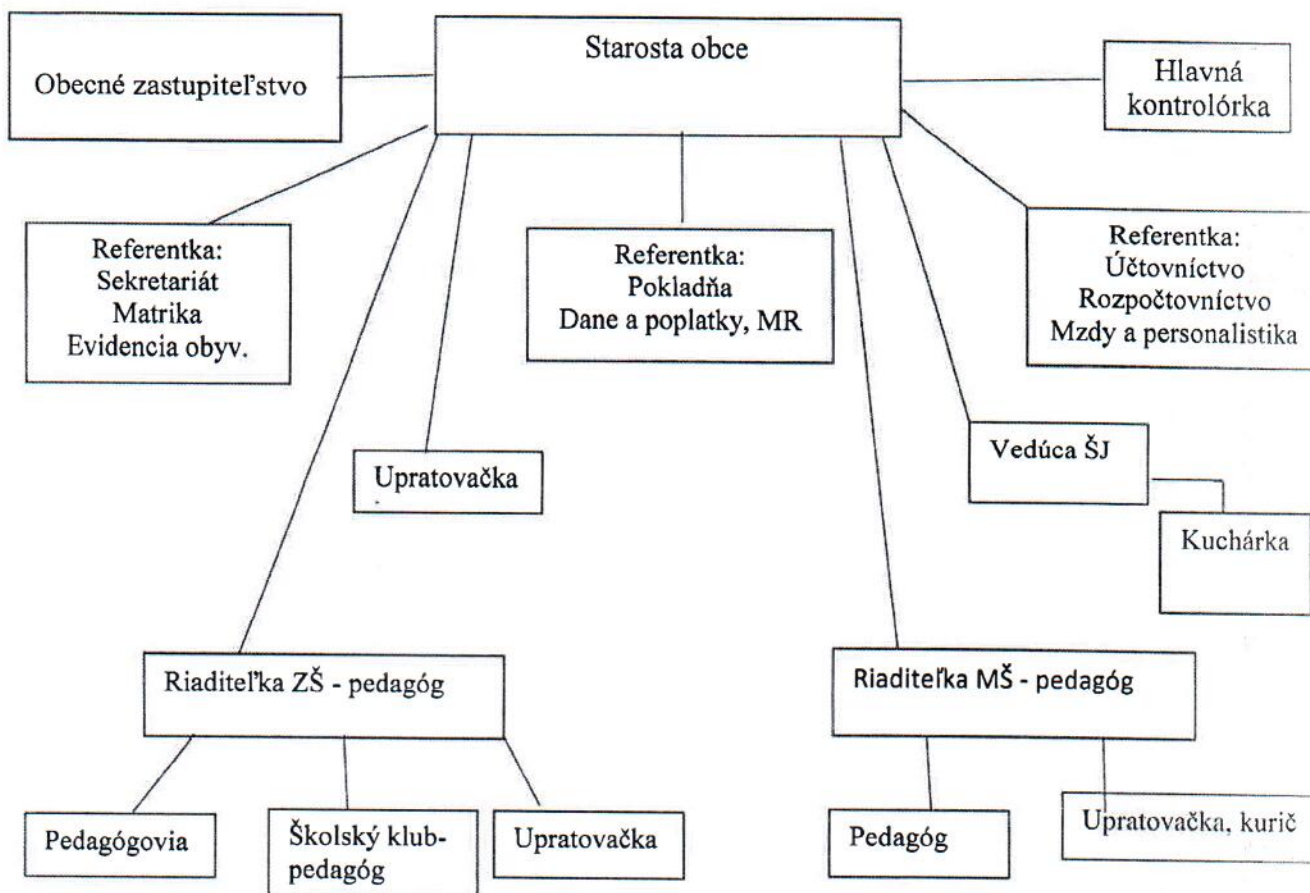 Starosta obce
Obecné zastupiteľstvo
Hlavná
kontrolórka
Referentka:
Sekretariát
Matrika
Evidencia obyv.
Referentka:
Pokladňa
Dane a poplatky, MR
Referentka:
Účtovníctvo
Rozpočtovníctvo
Mzdy a personalistika
Upratovačka
Vedúca ŠJ
Kuchárka
Riaditeľka ZŠ - pedagóg
Riaditeľka MŠ - pedagóg
Pedagógovia
Školský klub-
pedagóg
Upratovačka
Pedagóg
Upratovačka, kurič